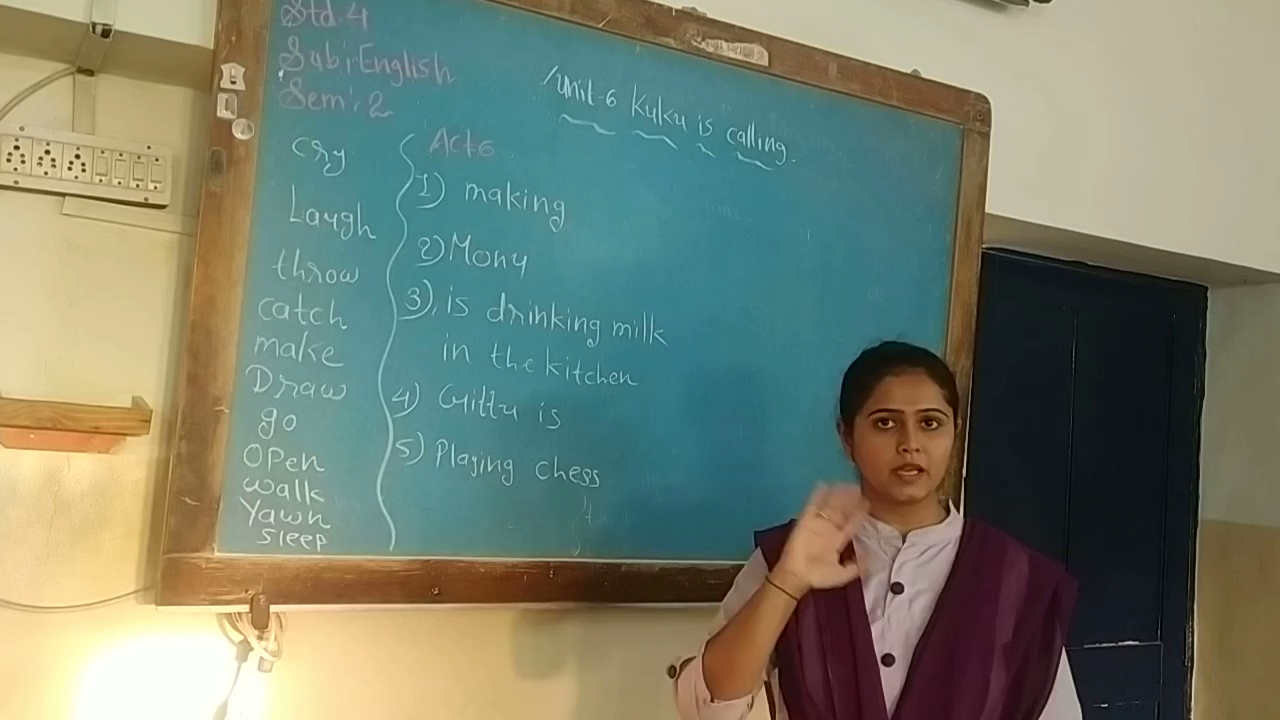 Std.4
Sub: English
Sem: 2
Unit-6 Kuku is calling.
cry
Laugh
throw
catch
make
Draw
go
OPen
walk
Yawn
sleep
Act 6
1) making
2) Mony
3) is drinking milk
in the kitchen
4) Gittu is
5) Playing chess